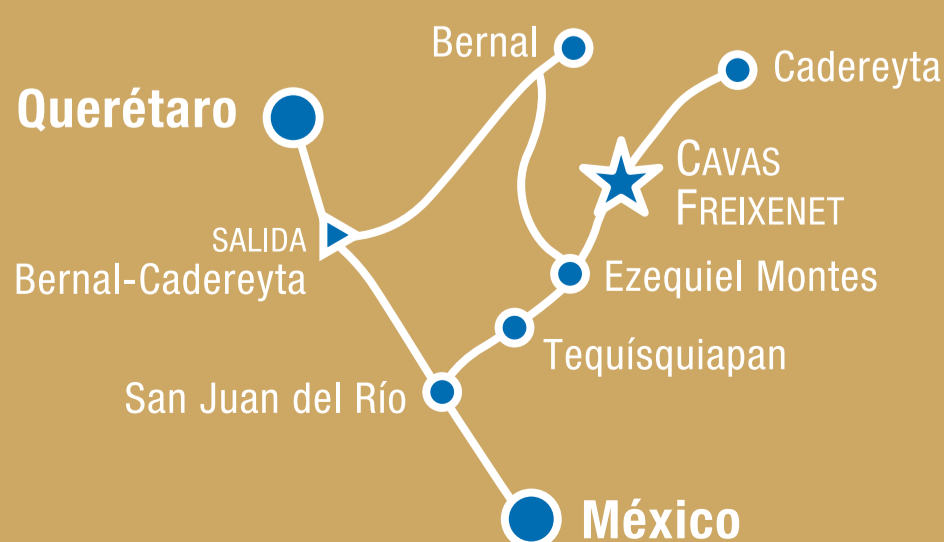 Bernal
Cadereyta
Querétaro
CAVAS
FREIXENET
SALIDA
Bernal-Cadereyta
Ezequiel Montes
Tequísquiapan
San Juan del Río
México